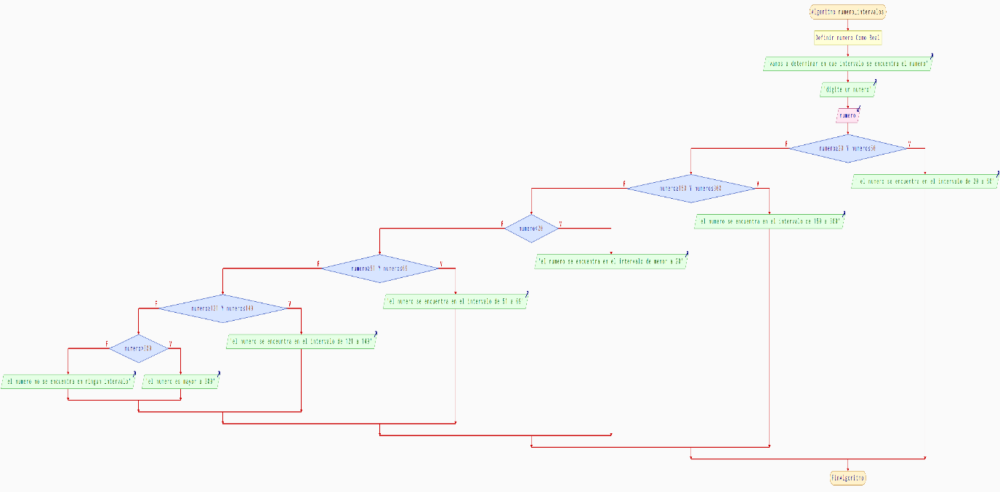 Algoritmo numero_intervalos
Definir numero Como Real
'vamos a determinar en que intervalo se encuentra el numero'
'digite un numero'
numero
F
numero≥20 Y numero≤50
V
'el numero se encuentra en el intervalo de 20 a 50'
F
numero≥150 Y numero≤300
V
'el numero se encuentra en el intervalo de 150 a 300'
F
numero<20
V
'el numero se encuentra en el intervalo de menor a 20'
F
numero≥51 Y numero≤69
V
'el numero se encuentra en el intervalo de 51 a 69'
F
numero≥121 Y numero≤149
V
'el numero se encuentra en el intervalo de 121 a 149'
F
numero>300
V
'el numero no se encuentra en ningun intervalo'
'el numero es mayor a 300'
FinAlgoritmo